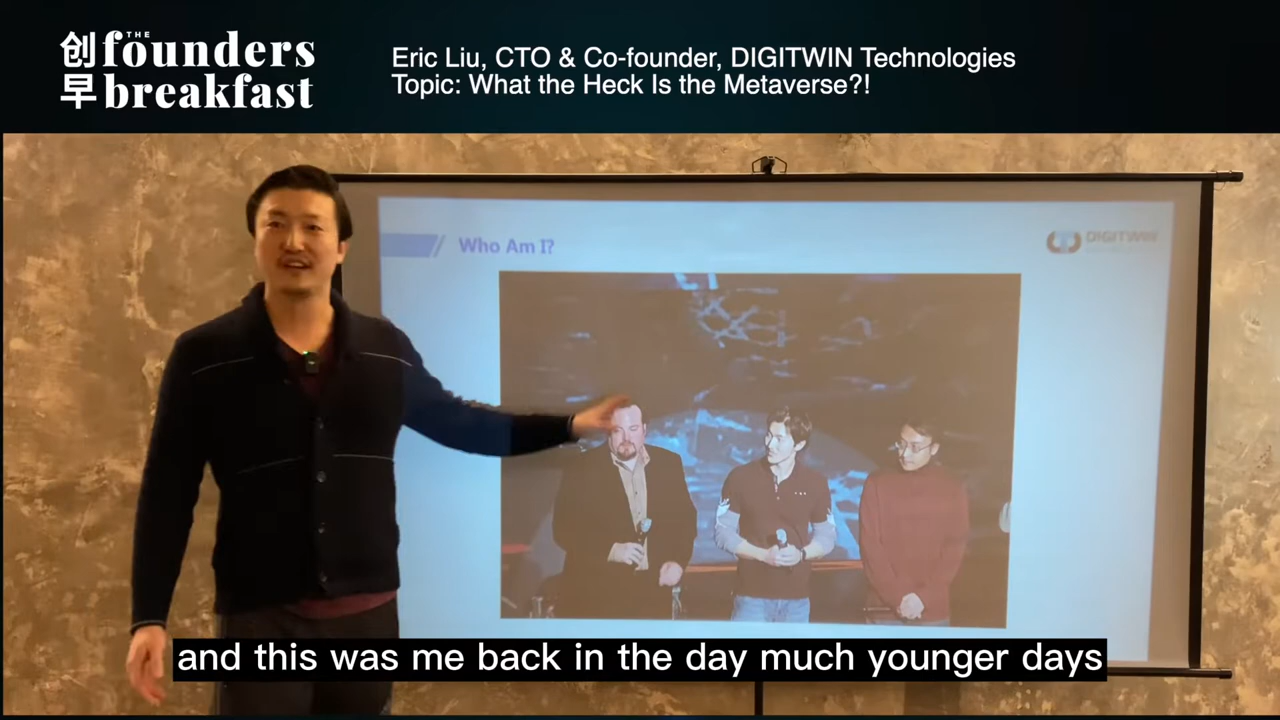 创 THE founders
早 breakfast
Eric Liu, CTO & Co-founder, DIGITWIN Technologies
Topic: What the Heck Is the Metaverse?!
Who Am I?
DIGITWIN
and this was me back in the day much younger days